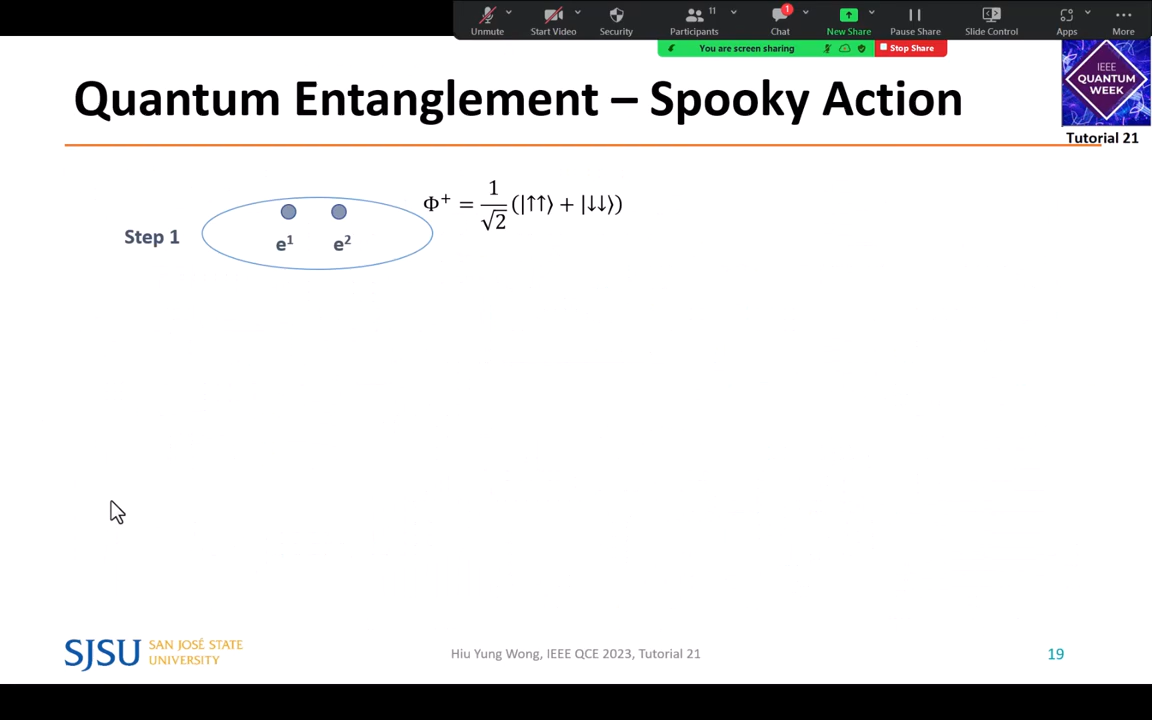 Unmute
Start Video
Security
Participants
11
Chat
1
New Share
Pause Share
Slide Control
Apps
More
You are screen sharing
Stop Share
Quantum Entanglement – Spooky Action
IEEE
QUANTUM
WEEK
Tutorial 21
Step 1
e¹ e²
Φ⁺ = 1/√2 (|↑↑⟩ + |↓↓⟩)
SJSU
SAN JOSÉ STATE
UNIVERSITY
Hiu Yung Wong, IEEE QCE 2023, Tutorial 21
19